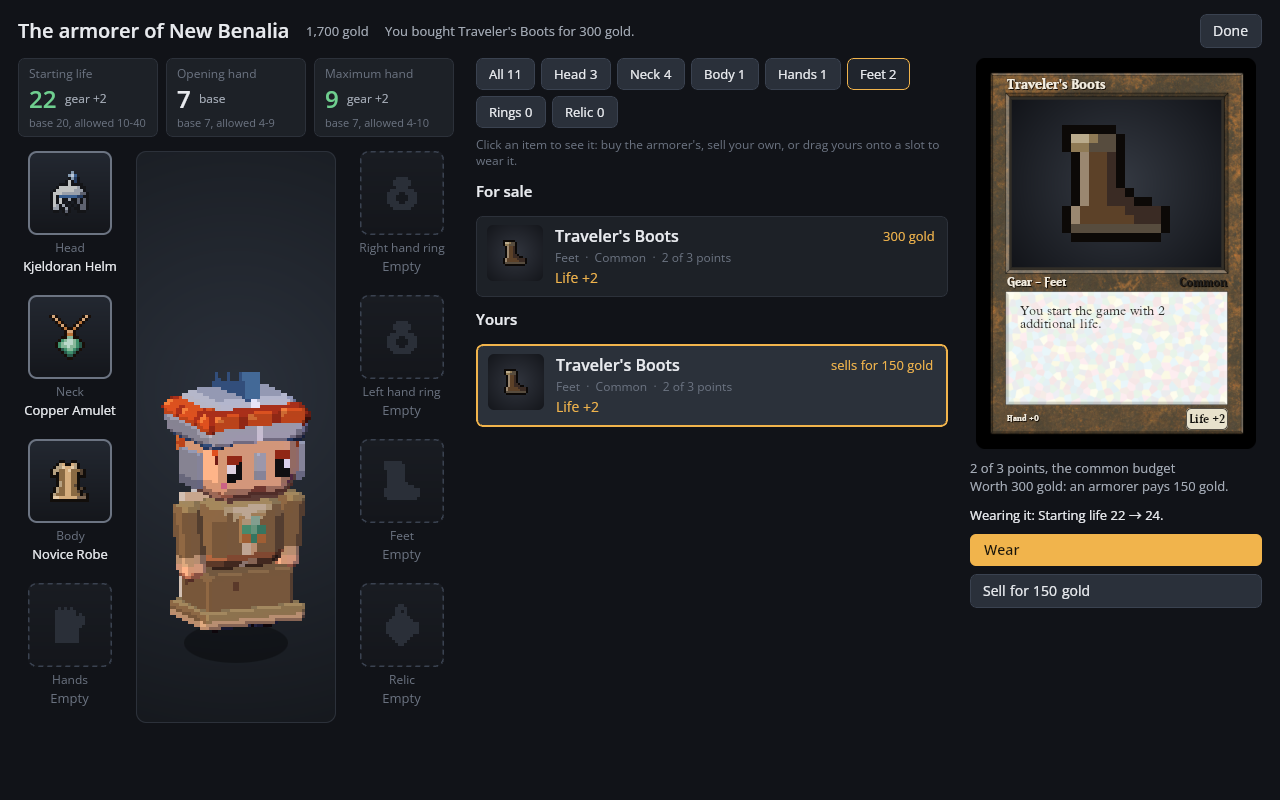 The armorer of New Benalia
1,700 gold
You bought Traveler's Boots for 300 gold.
Done
Starting life
22 gear +2
base 20, allowed 10-40
Opening hand
7 base
base 7, allowed 4-9
Maximum hand
9 gear +2
base 7, allowed 4-10
Head
Kjeldoran Helm
Neck
Copper Amulet
Body
Novice Robe
Hands
Empty
Right hand ring
Empty
Left hand ring
Empty
Feet
Empty
Relic
Empty
All 11
Head 3
Neck 4
Body 1
Hands 1
Feet 2
Rings 0
Relic 0
Click an item to see it: buy the armorer's, sell your own, or drag yours onto a slot to
wear it.
For sale
Traveler's Boots
300 gold
Feet · Common · 2 of 3 points
Life +2
Yours
Traveler's Boots
sells for 150 gold
Feet · Common · 2 of 3 points
Life +2
Traveler's Boots
Gear – Feet
Common
You start the game with 2
additional life.
Hand +0
Life +2
2 of 3 points, the common budget
Worth 300 gold: an armorer pays 150 gold.
Wearing it: Starting life 22 → 24.
Wear
Sell for 150 gold